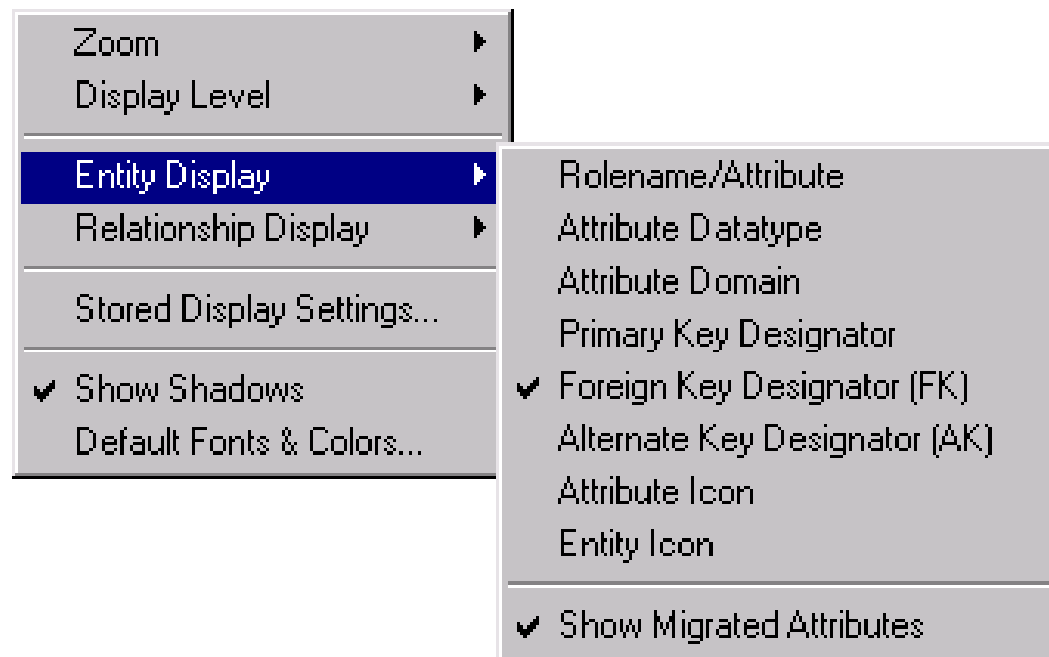 Zoom
Display Level
Entity Display
Relationship Display
Stored Display Settings...
Show Shadows
Default Fonts & Colors...
Rolename/Attribute
Attribute Datatype
Attribute Domain
Primary Key Designator
Foreign Key Designator (FK)
Alternate Key Designator (AK)
Attribute Icon
Entity Icon
Show Migrated Attributes